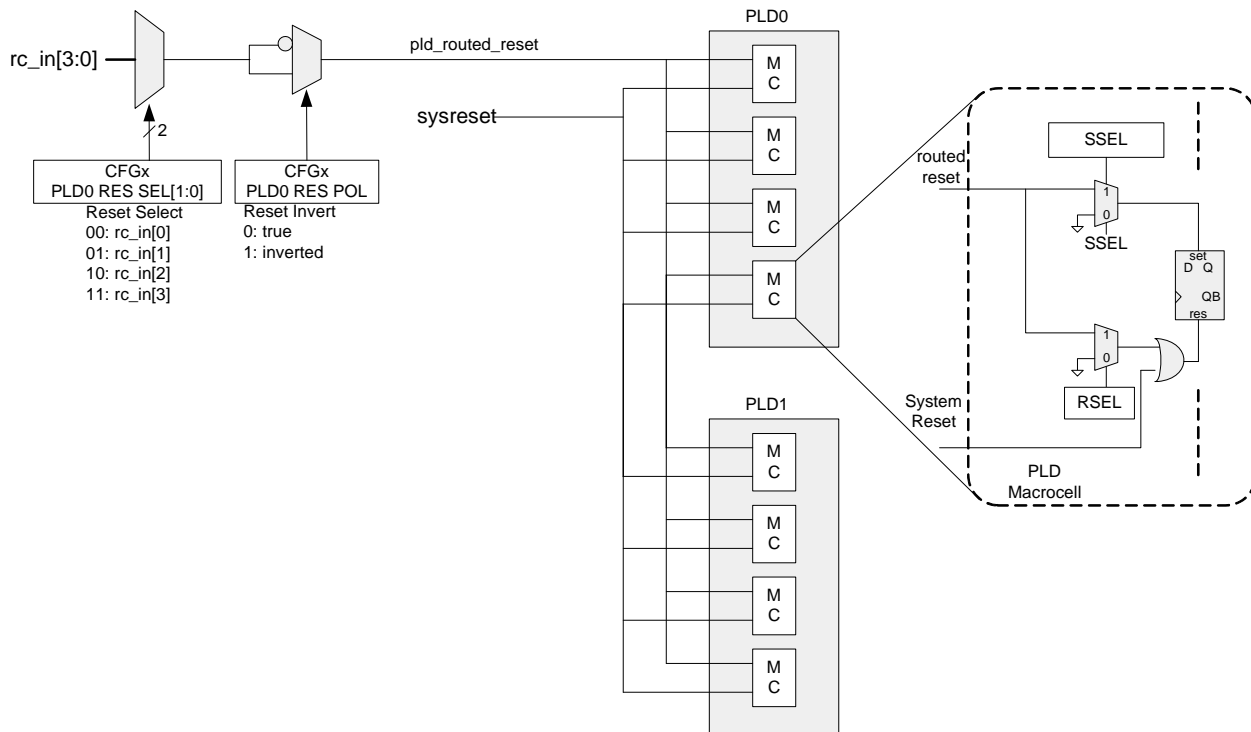 rc_in[3:0]
2
CFGx
PLD0 RES SEL[1:0]
Reset Select
00: rc_in[0]
01: rc_in[1]
10: rc_in[2]
11: rc_in[3]
CFGx
PLD0 RES POL
Reset Invert
0: true
1: inverted
pld_routed_reset
sysreset
PLD0
M
C
M
C
M
C
M
C
PLD1
M
C
M
C
M
C
M
C
routed
reset
SSEL
1
0
SSEL
set
D Q
QB
res
1
0
RSEL
System
Reset
PLD
Macrocell